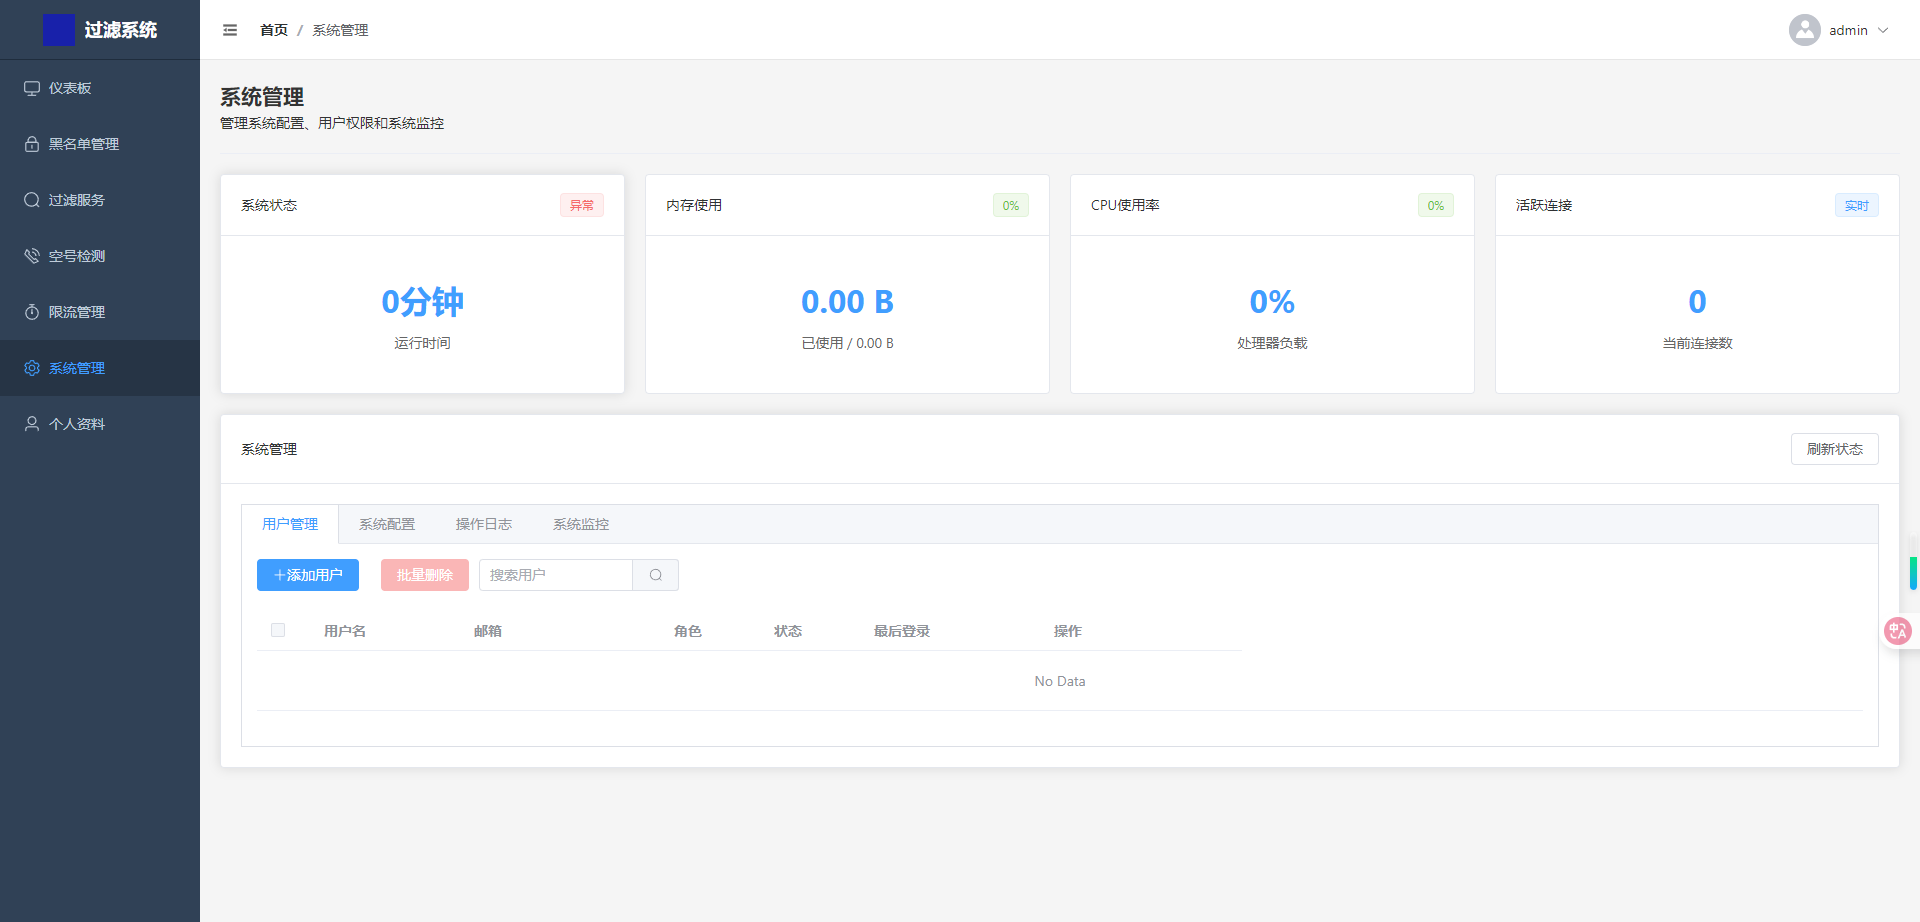 过滤系统
首页 / 系统管理
admin
仪表板
黑名单管理
过滤服务
空号检测
限流管理
系统管理
个人资料
系统管理
管理系统配置、用户权限和系统监控
系统状态 异常
0分钟
运行时间
内存使用 0%
0.00 B
已使用 / 0.00 B
CPU使用率 0%
0%
处理器负载
活跃连接 实时
0
当前连接数
系统管理 刷新状态
用户管理 系统配置 操作日志 系统监控
添加用户 批量删除 搜索用户
用户名 邮箱 角色 状态 最后登录 操作
No Data
中A